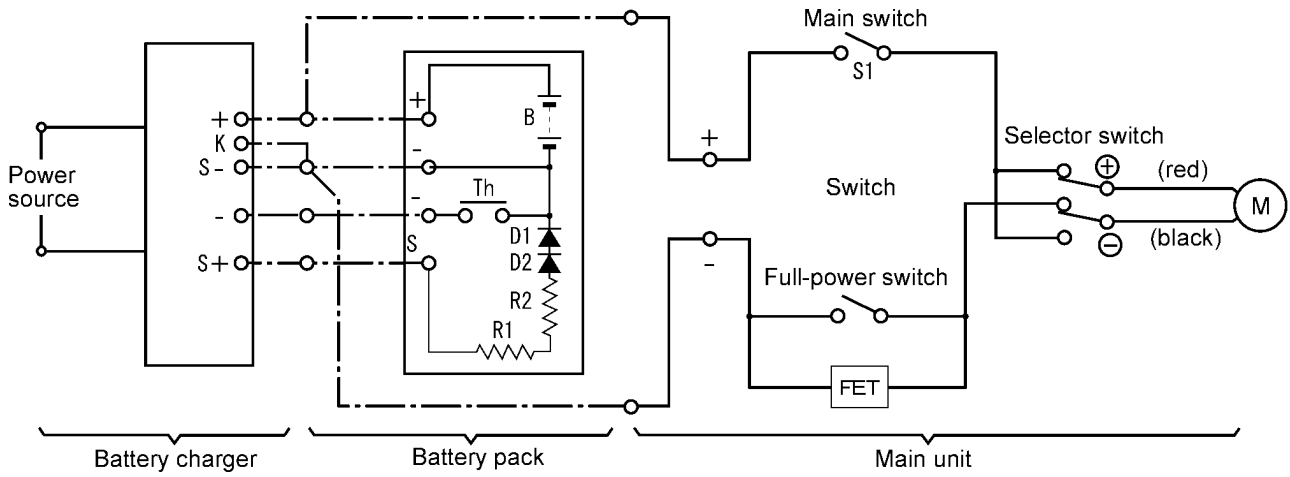 Main switch
S1
+
K
S-
-
S+
Power
source
+
-
-
S
B
Th
D1
D2
R2
R1
+
-
Switch
Selector switch
+
(red)
M
(black)
-
Full-power switch
FET
Battery charger
Battery pack
Main unit